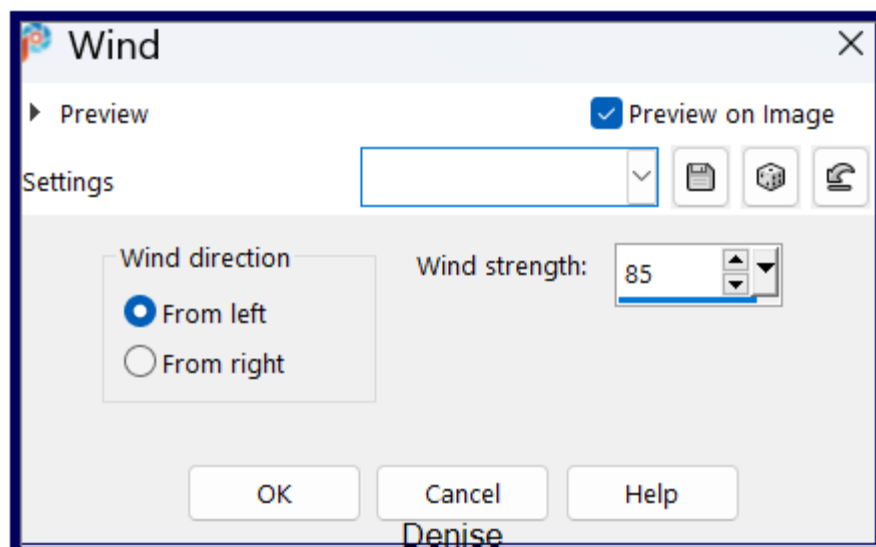 Wind
Preview
Preview on Image
Settings
Wind direction
Wind strength:
85
From left
From right
OK
Cancel
Help
Denise